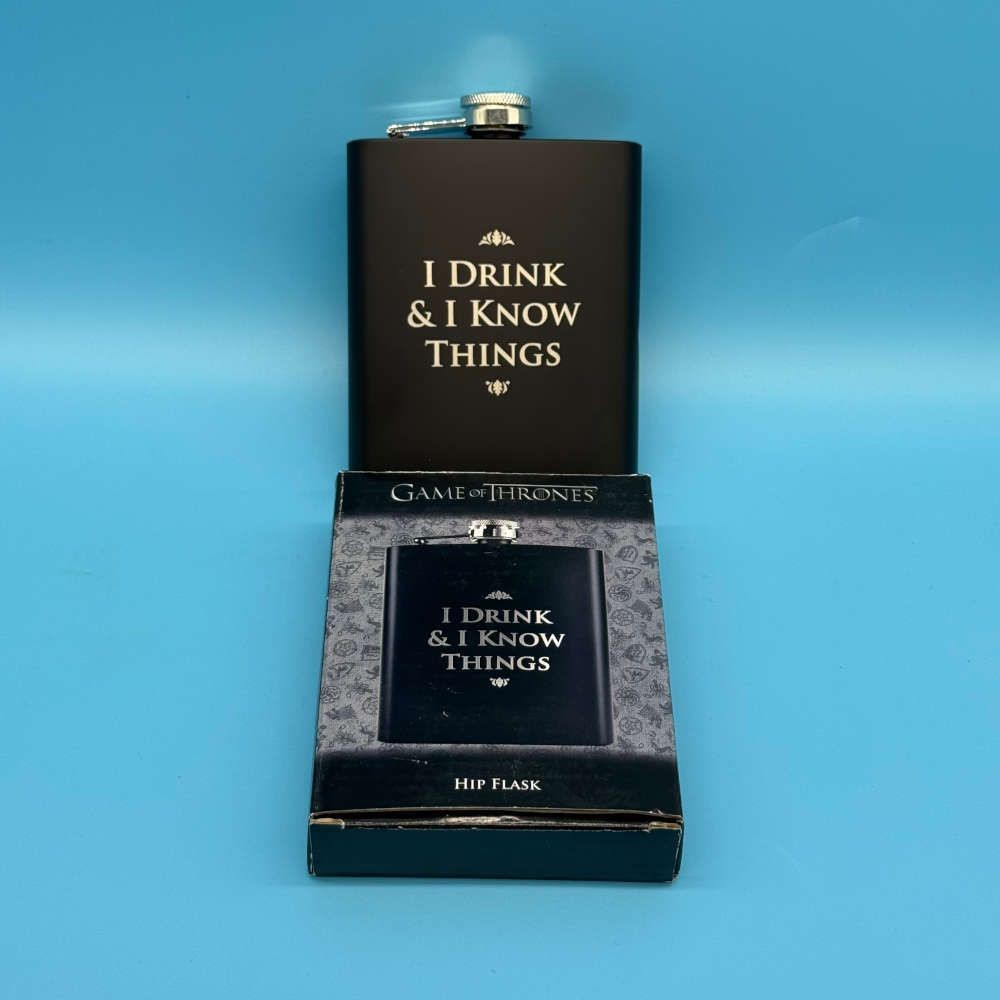 I DRINK
& I KNOW
THINGS
GAME OF THRONES
I DRINK
& I KNOW
THINGS
HIP FLASK